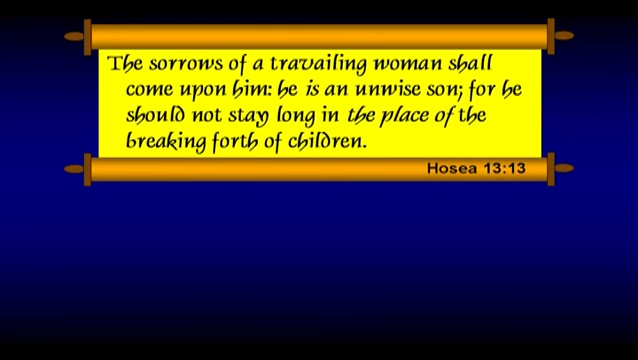 The sorrows of a travailing woman shall
come upon him: he is an unwise son; for he
should not stay long in the place of the
breaking forth of children.
Hosea 13:13